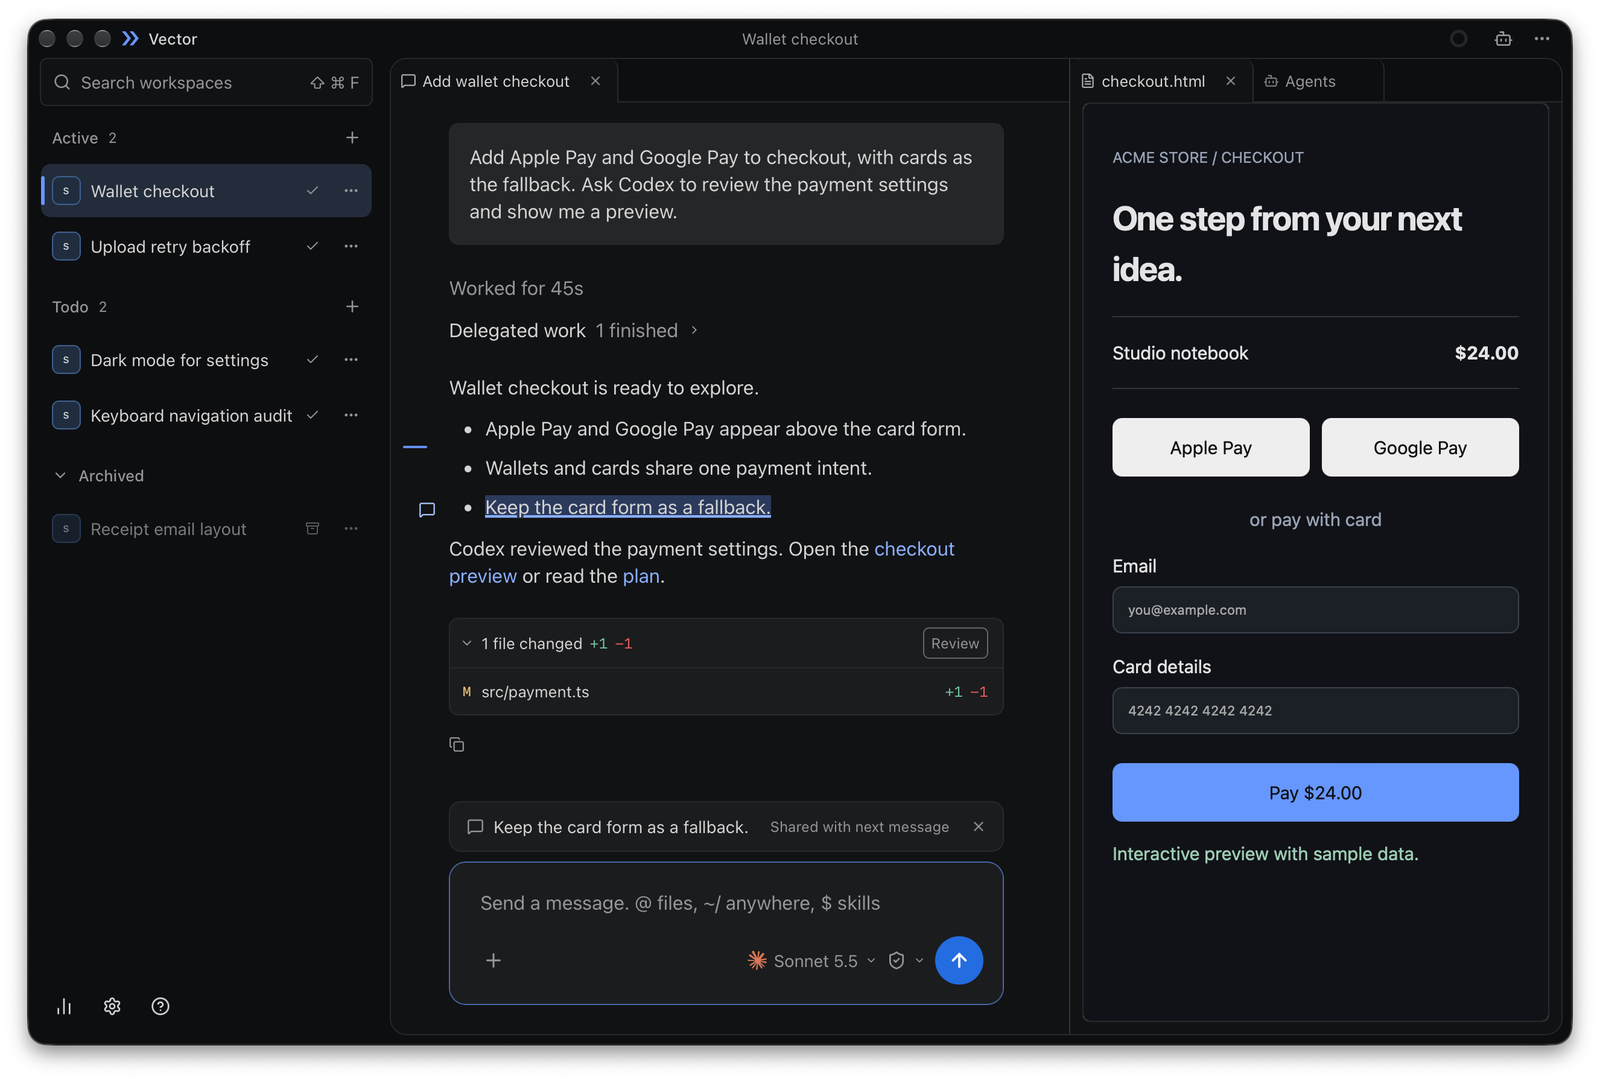 Vector
Wallet checkout
Search workspaces
⇧ ⌘ F
Active 2
S Wallet checkout
S Upload retry backoff
Todo 2
S Dark mode for settings
S Keyboard navigation audit
Archived
S Receipt email layout
Add wallet checkout
Add Apple Pay and Google Pay to checkout, with cards as
the fallback. Ask Codex to review the payment settings
and show me a preview.
Worked for 45s
Delegated work 1 finished
Wallet checkout is ready to explore.
• Apple Pay and Google Pay appear above the card form.
• Wallets and cards share one payment intent.
• Keep the card form as a fallback.
Codex reviewed the payment settings. Open the checkout
preview or read the plan.
1 file changed +1 −1
Review
M src/payment.ts +1 −1
Keep the card form as a fallback. Shared with next message
Send a message. @ files, ~/ anywhere, $ skills
Sonnet 5.5
checkout.html
Agents
ACME STORE / CHECKOUT
One step from your next
idea.
Studio notebook $24.00
Apple Pay
Google Pay
or pay with card
Email
you@example.com
Card details
4242 4242 4242 4242
Pay $24.00
Interactive preview with sample data.